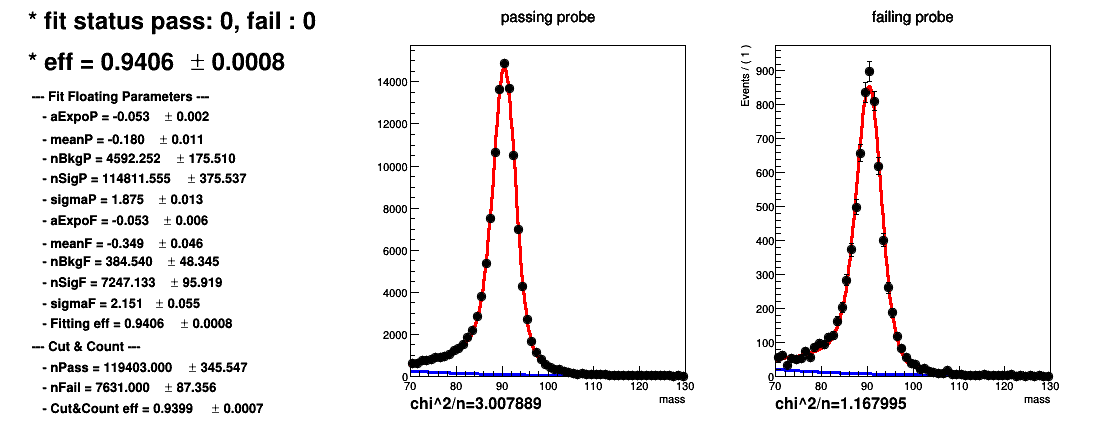 * fit status pass: 0, fail : 0
* eff = 0.9406 ± 0.0008
--- Fit Floating Parameters ---
- aExpoP = -0.053 ± 0.002
- meanP = -0.180 ± 0.011
- nBkgP = 4592.252 ± 175.510
- nSigP = 114811.555 ± 375.537
- sigmaP = 1.875 ± 0.013
- aExpoF = -0.053 ± 0.006
- meanF = -0.349 ± 0.046
- nBkgF = 384.540 ± 48.345
- nSigF = 7247.133 ± 95.919
- sigmaF = 2.151 ± 0.055
- Fitting eff = 0.9406 ± 0.0008
--- Cut & Count ---
- nPass = 119403.000 ± 345.547
- nFail = 7631.000 ± 87.356
- Cut&Count eff = 0.9399 ± 0.0007
passing probe
14000
12000
10000
8000
6000
4000
2000
0
70 80 90 100 110 120 130
mass
chi^2/n=3.007889
failing probe
Events / ( 1 )
900
800
700
600
500
400
300
200
100
0
70 80 90 100 110 120 130
mass
chi^2/n=1.167995